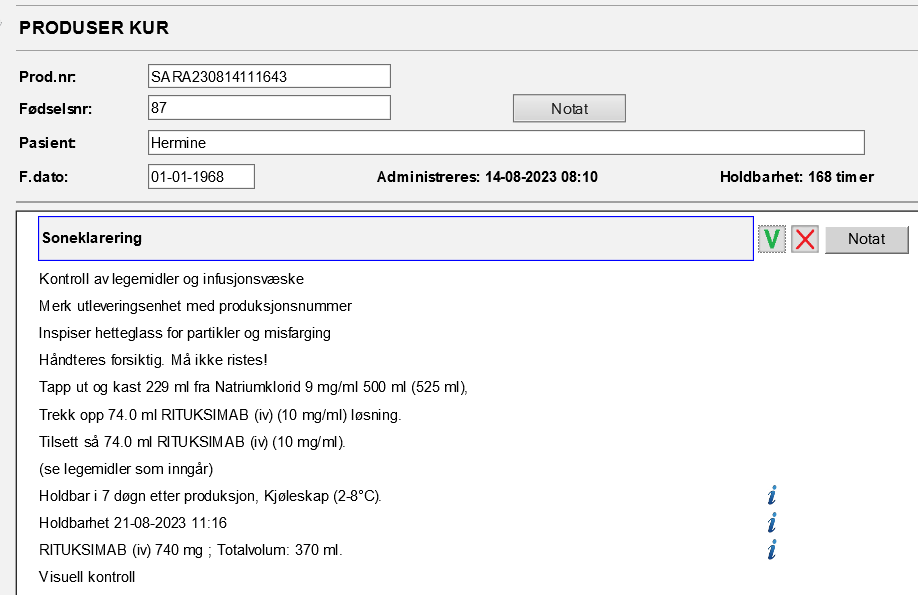 PRODUSER KUR
Prod.nr: SARA230814111643
Fødselsnr: 87 Notat
Pasient: Hermine
F.dato: 01-01-1968 Administreres: 14-08-2023 08:10 Holdbarhet: 168 timer
Soneklarering V X Notat
Kontroll av legemidler og infusjonsvæske
Merk utleveringsenhet med produksjonsnummer
Inspiser hetteglass for partikler og misfarging
Håndteres forsiktig. Må ikke ristes!
Tapp ut og kast 229 ml fra Natriumklorid 9 mg/ml 500 ml (525 ml),
Trekk opp 74.0 ml RITUKSIMAB (iv) (10 mg/ml) løsning.
Tilsett så 74.0 ml RITUKSIMAB (iv) (10 mg/ml).
(se legemidler som inngår)
Holdbar i 7 døgn etter produksjon, Kjøleskap (2-8°C). i
Holdbarhet 21-08-2023 11:16 i
RITUKSIMAB (iv) 740 mg ; Totalvolum: 370 ml. i
Visuell kontroll